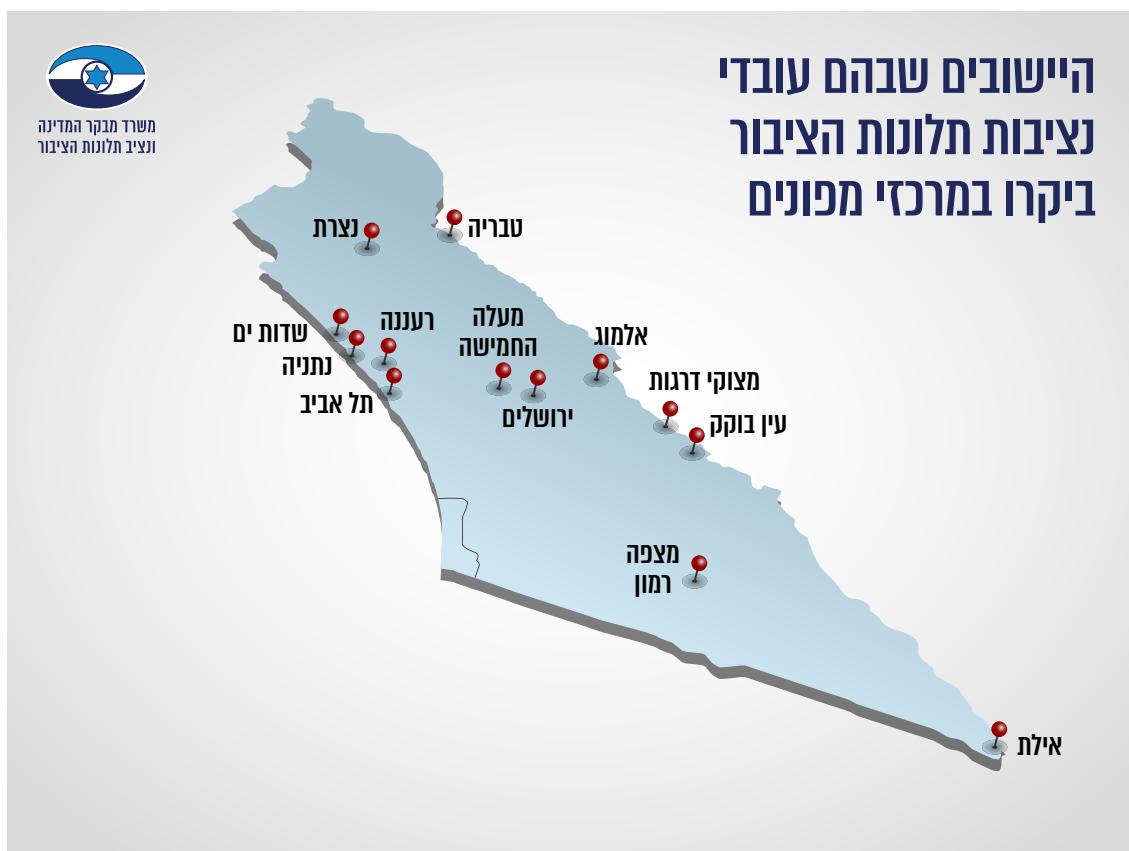 היישובים שבהם עובדי
נציבות תלונות הציבור
ביקרו במרכזי מפונים
משרד מבקר המדינה
ונציב תלונות הציבור
טבריה
נצרת
שדות ים
נתניה
רעננה
תל אביב
מעלה
החמישה
ירושלים
אלמוג
מצוקי דרגות
עין בוקק
מצפה
רמון
אילת